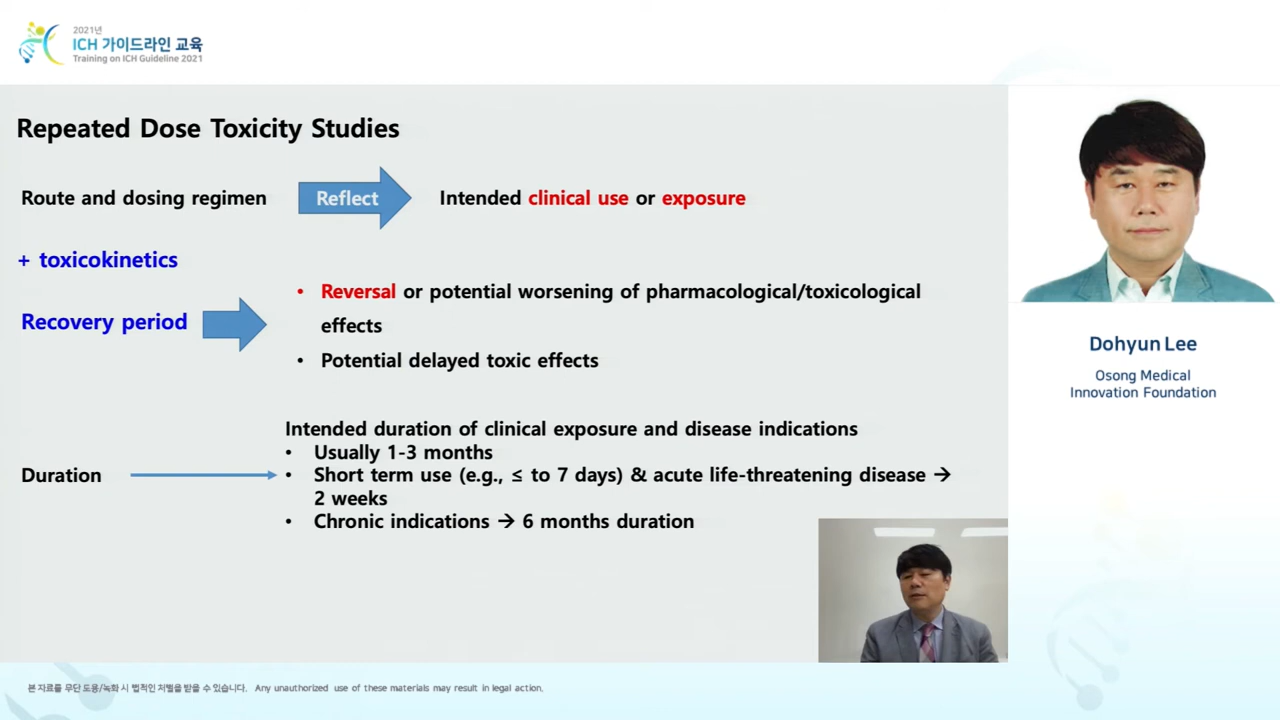 2021년
ICH 가이드라인 교육
Training on ICH Guideline 2021
Repeated Dose Toxicity Studies
Route and dosing regimen
Reflect
Intended clinical use or exposure
+ toxicokinetics
Recovery period
• Reversal or potential worsening of pharmacological/toxicological
effects
• Potential delayed toxic effects
Duration
Intended duration of clinical exposure and disease indications
• Usually 1-3 months
• Short term use (e.g., ≤ to 7 days) & acute life-threatening disease →
2 weeks
• Chronic indications → 6 months duration
Dohyun Lee
Osong Medical
Innovation Foundation
본 자료를 무단 도용/녹화 시 법적인 처벌을 받을 수 있습니다. Any unauthorized use of these materials may result in legal action.